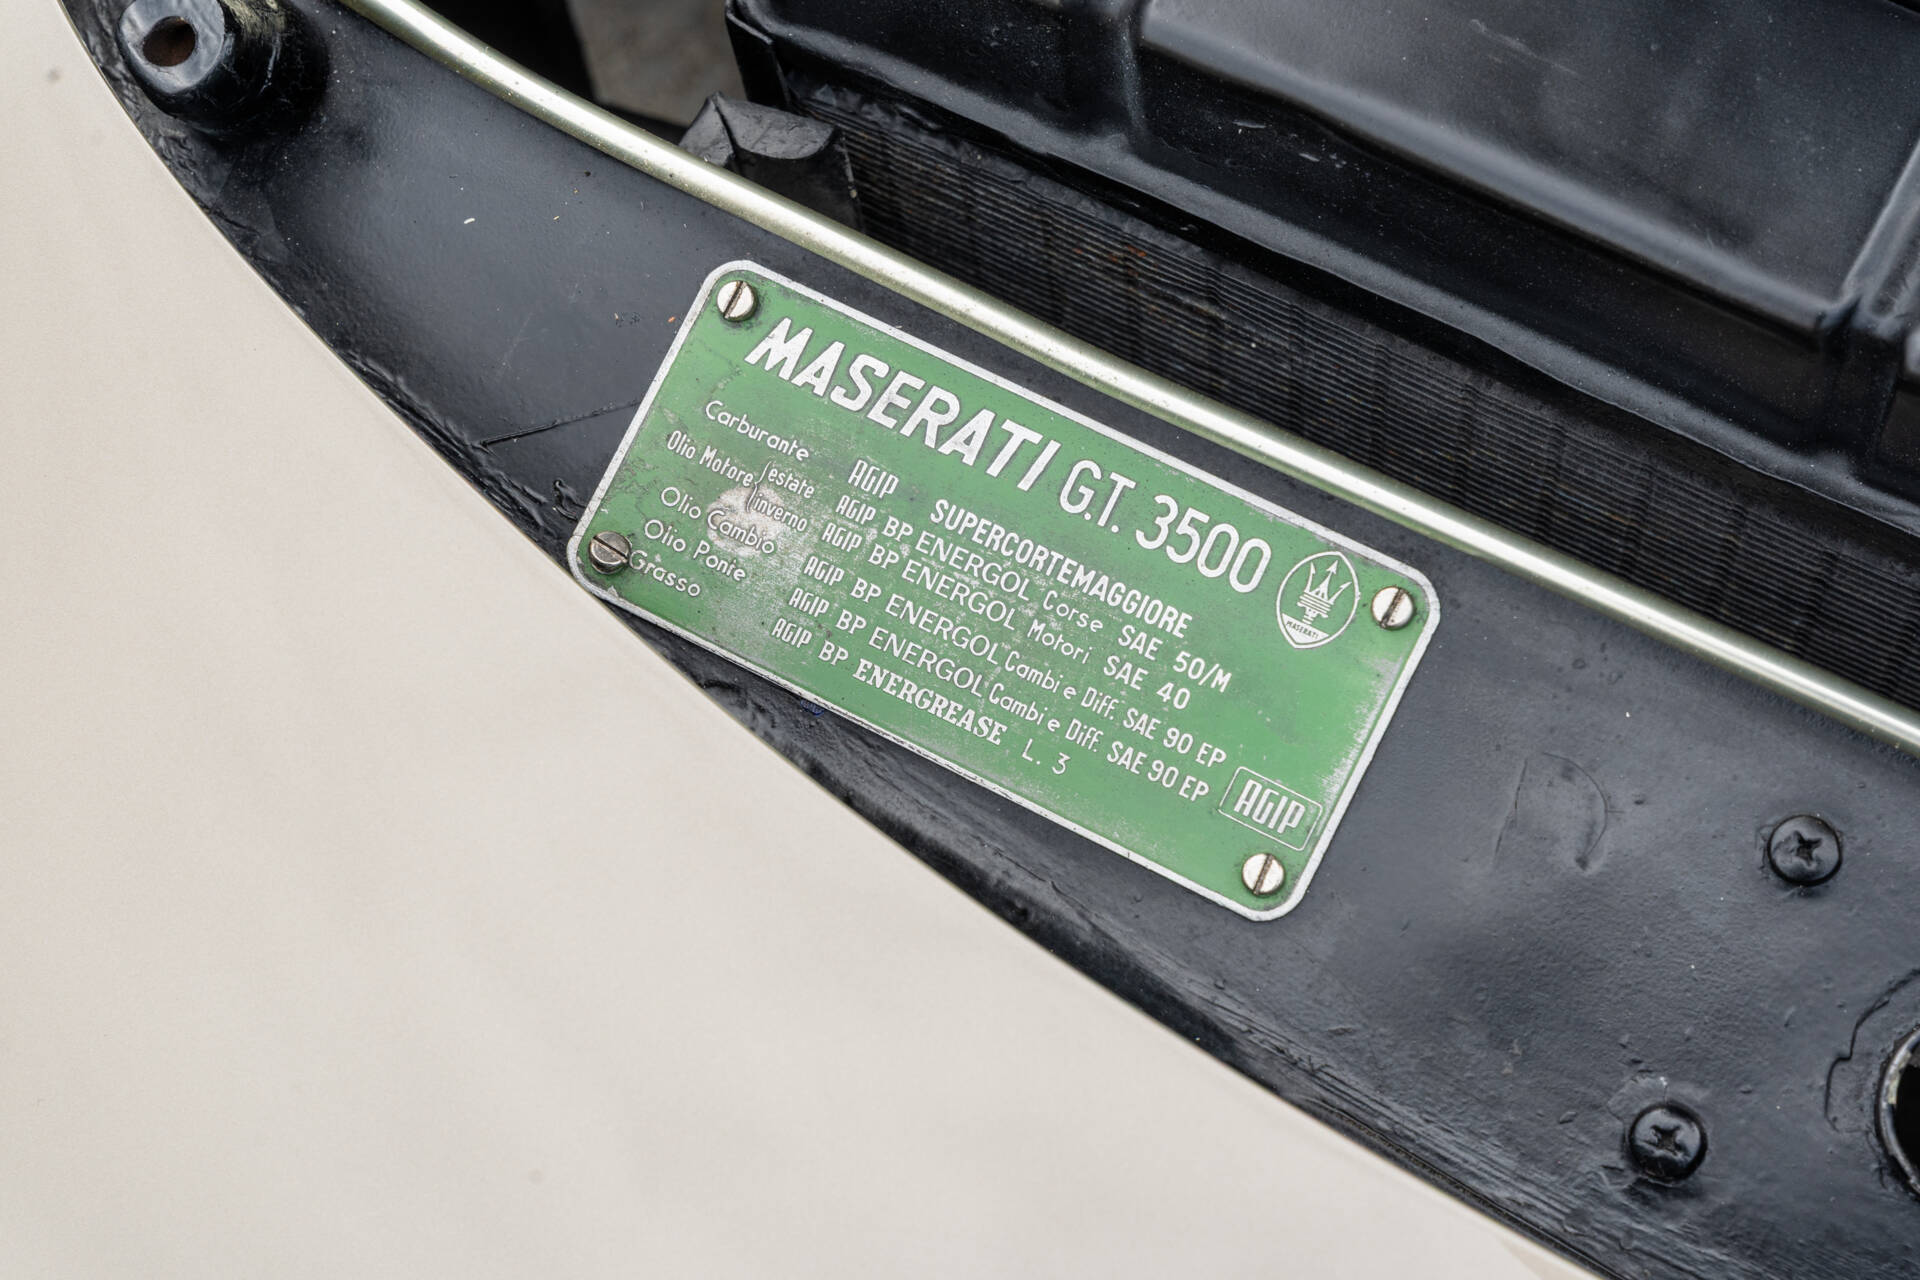 MASERATI G.T. 3500
Carburante AGIP SUPERCORTEMAGGIORE
Olio Motore estate AGIP BP ENERGOL Corse SAE 50/M
inverno AGIP BP ENERGOL Motori SAE 40
Olio Cambio AGIP BP ENERGOL Cambi e Diff. SAE 90 EP
Olio Ponte AGIP BP ENERGOL Cambi e Diff. SAE 90 EP
Grasso AGIP BP ENERGREASE L. 3
MASERATI
AGIP